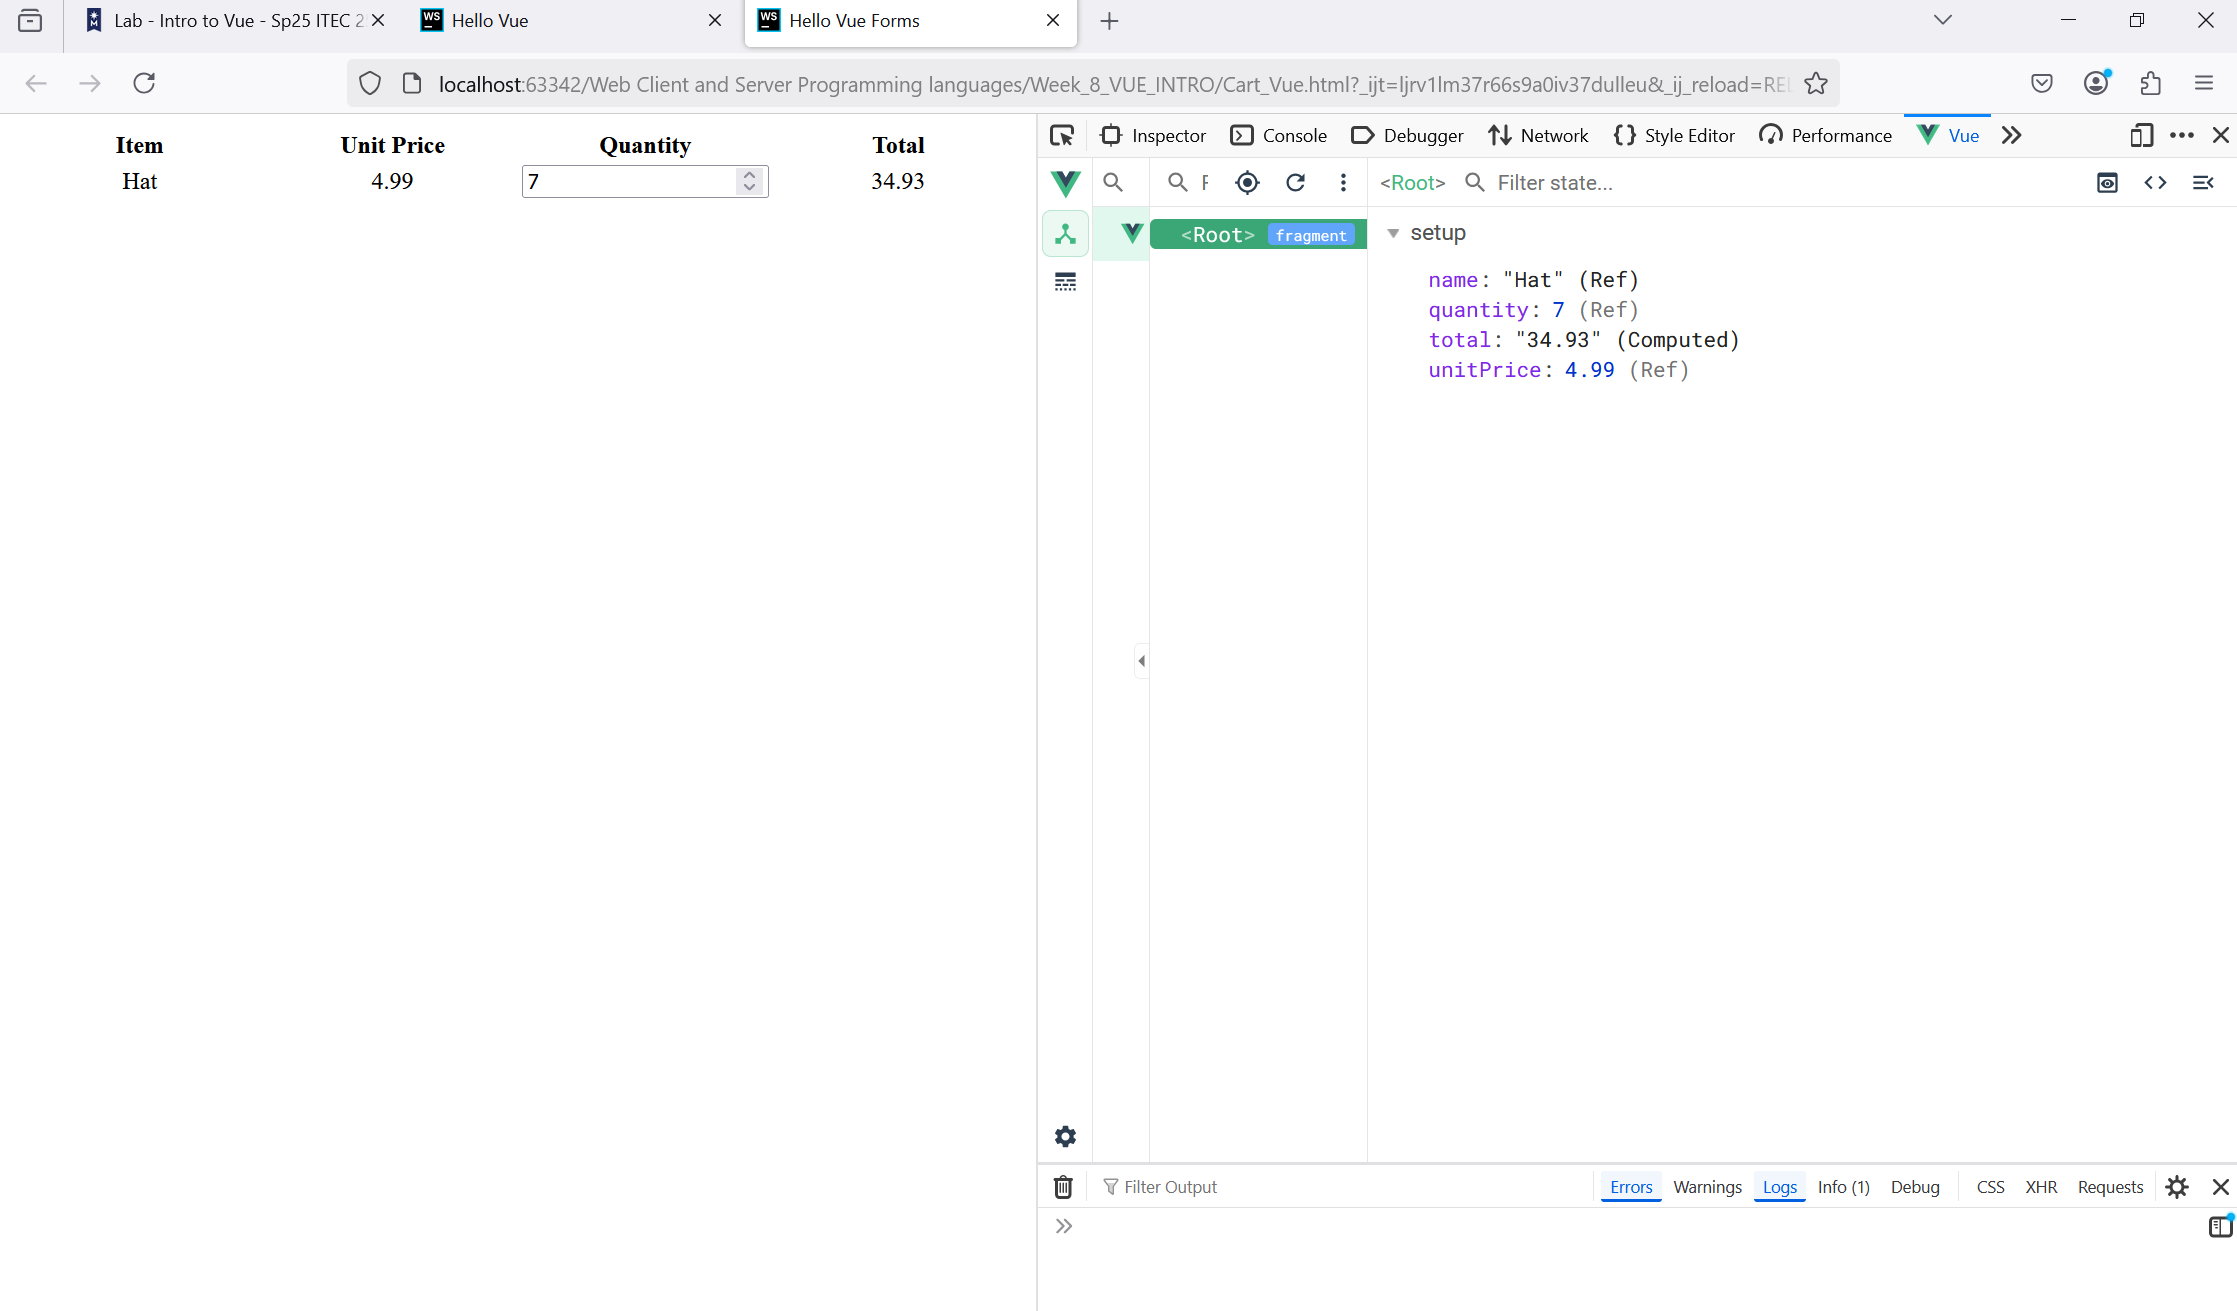 Lab - Intro to Vue - Sp25 ITEC 2
WS Hello Vue
WS Hello Vue Forms
localhost:63342/Web Client and Server Programming languages/Week_8_VUE_INTRO/Cart_Vue.html?_ijt=ljrv1lm37r66s9a0iv37dulleu&_ij_reload=REL
Item Unit Price Quantity Total
Hat 4.99 7 34.93
Inspector Console Debugger Network Style Editor Performance Vue
<Root> Filter state...
<Root> fragment
setup
name: "Hat" (Ref)
quantity: 7 (Ref)
total: "34.93" (Computed)
unitPrice: 4.99 (Ref)
Filter Output Errors Warnings Logs Info (1) Debug CSS XHR Requests